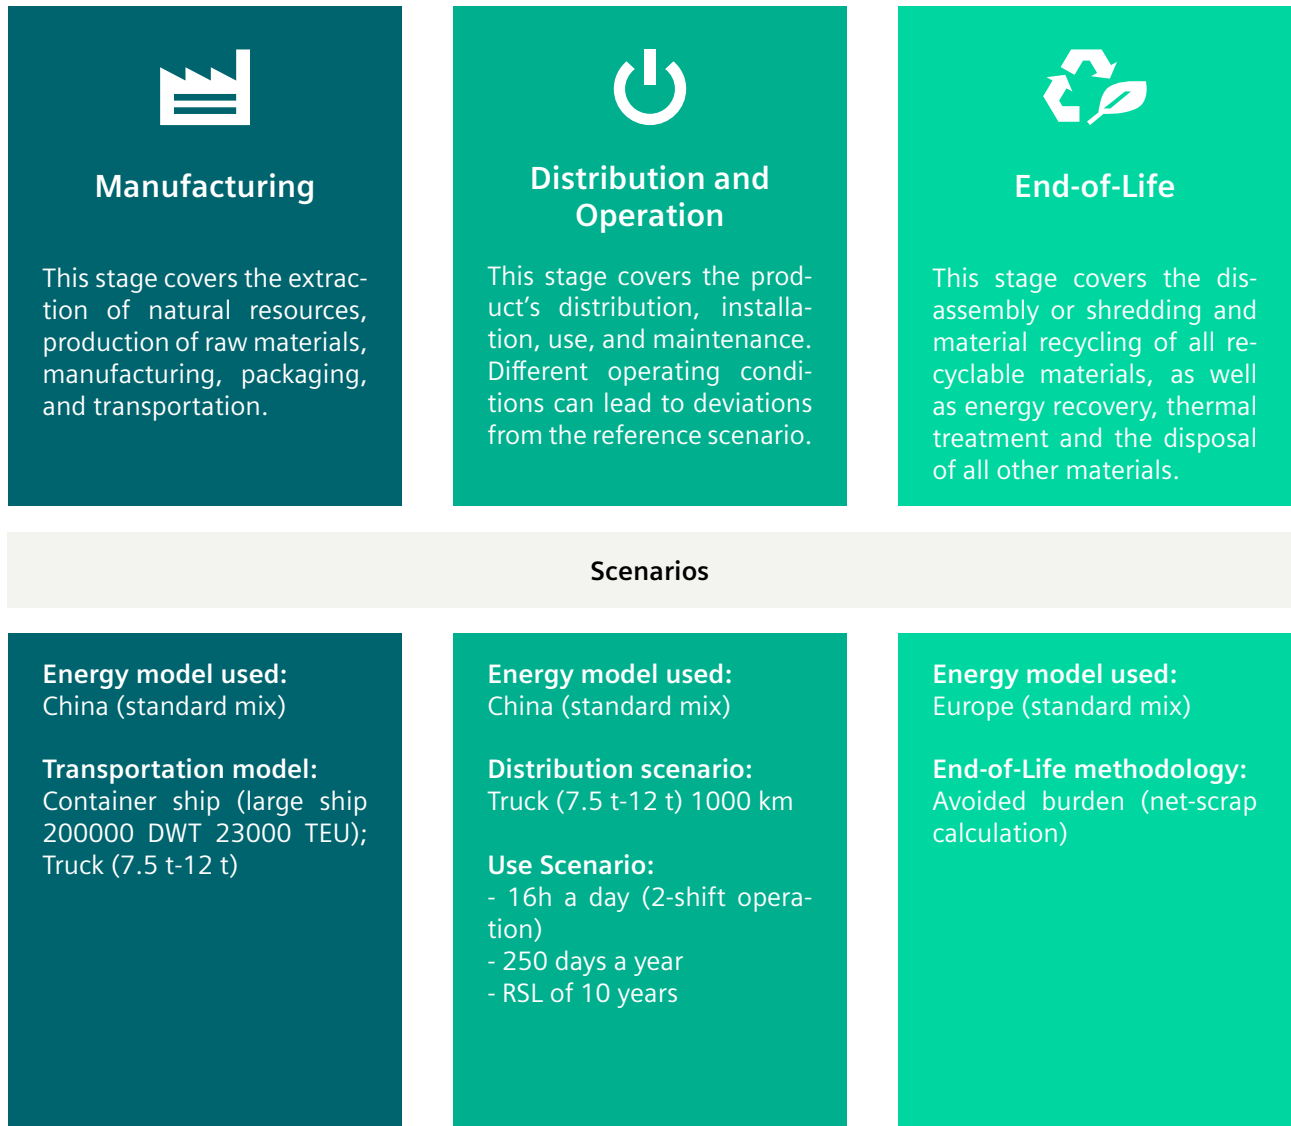 Manufacturing
This stage covers the extrac-
tion of natural resources,
production of raw materials,
manufacturing, packaging,
and transportation.
Distribution and
Operation
This stage covers the prod-
uct's distribution, installa-
tion, use, and maintenance.
Different operating condi-
tions can lead to deviations
from the reference scenario.
End-of-Life
This stage covers the dis-
assembly or shredding and
material recycling of all re-
cyclable materials, as well
as energy recovery, thermal
treatment and the disposal
of all other materials.
Scenarios
Energy model used:
China (standard mix)
Transportation model:
Container ship (large ship
200000 DWT 23000 TEU);
Truck (7.5 t-12 t)
Energy model used:
China (standard mix)
Distribution scenario:
Truck (7.5 t-12 t) 1000 km
Use Scenario:
- 16h a day (2-shift opera-
tion)
- 250 days a year
- RSL of 10 years
Energy model used:
Europe (standard mix)
End-of-Life methodology:
Avoided burden (net-scrap
calculation)